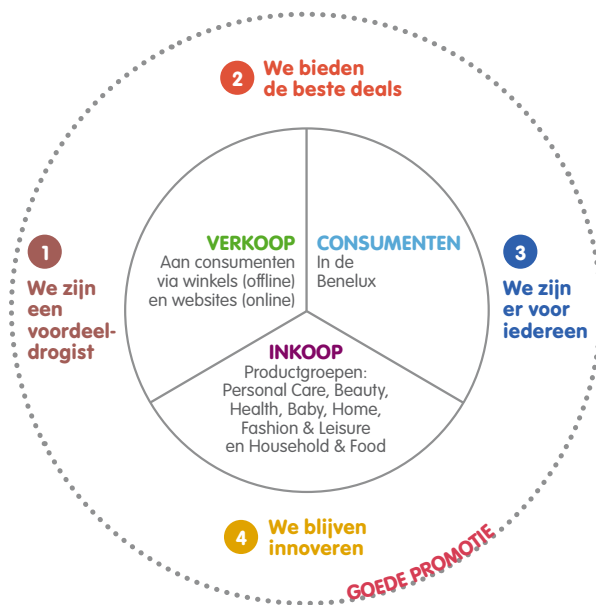 2 We bieden
de beste deals
1
We zijn
een
voordeel-
drogist
VERKOOP
Aan consumenten
via winkels (offline)
en websites (online)
CONSUMENTEN
In de
Benelux
3
We zijn
er voor
iedereen
INKOOP
Productgroepen:
Personal Care, Beauty,
Health, Baby, Home,
Fashion & Leisure
en Household & Food
4 We blijven
innoveren
GOEDE PROMOTIE